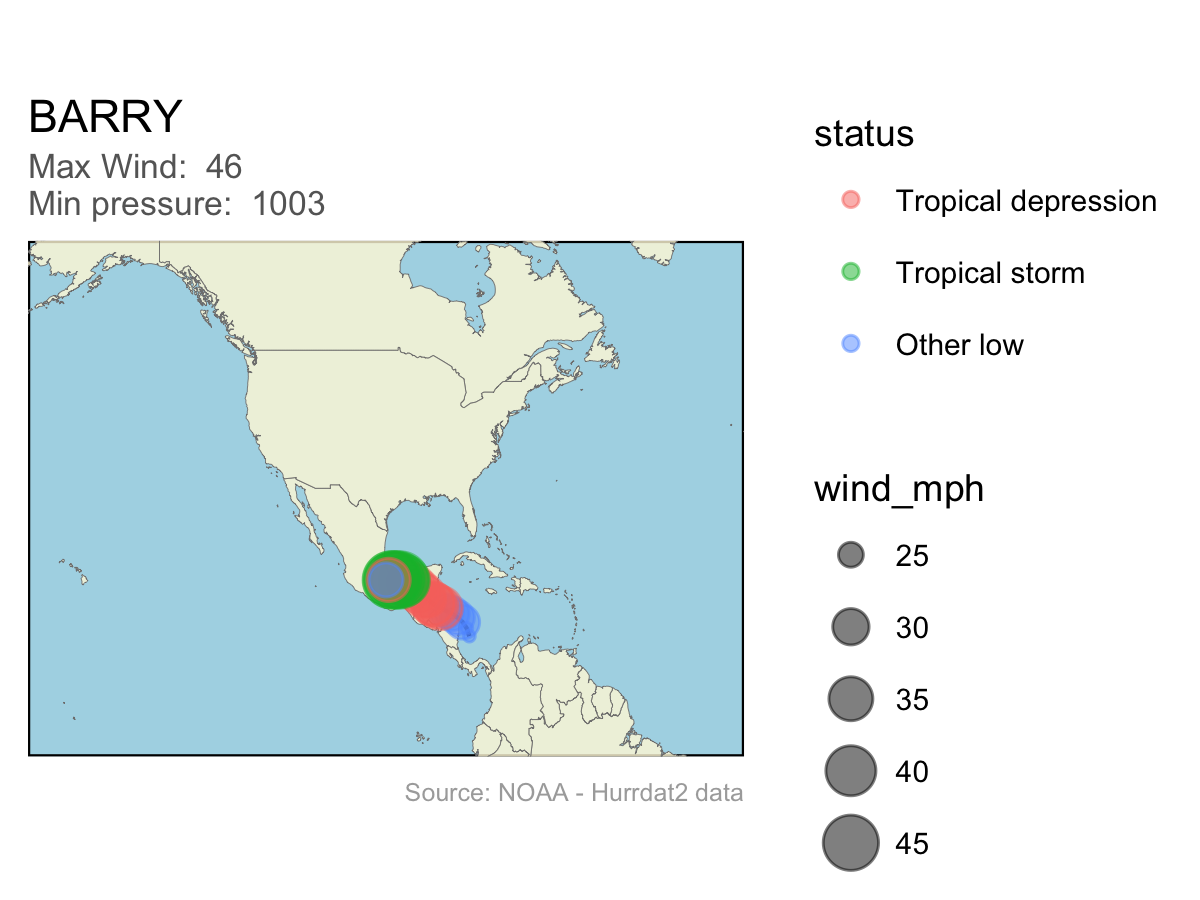 BARRY
Max Wind:  46
Min pressure:  1003
status
Tropical depression
Tropical storm
Other low
wind_mph
25
30
35
40
45
Source: NOAA - Hurrdat2 data